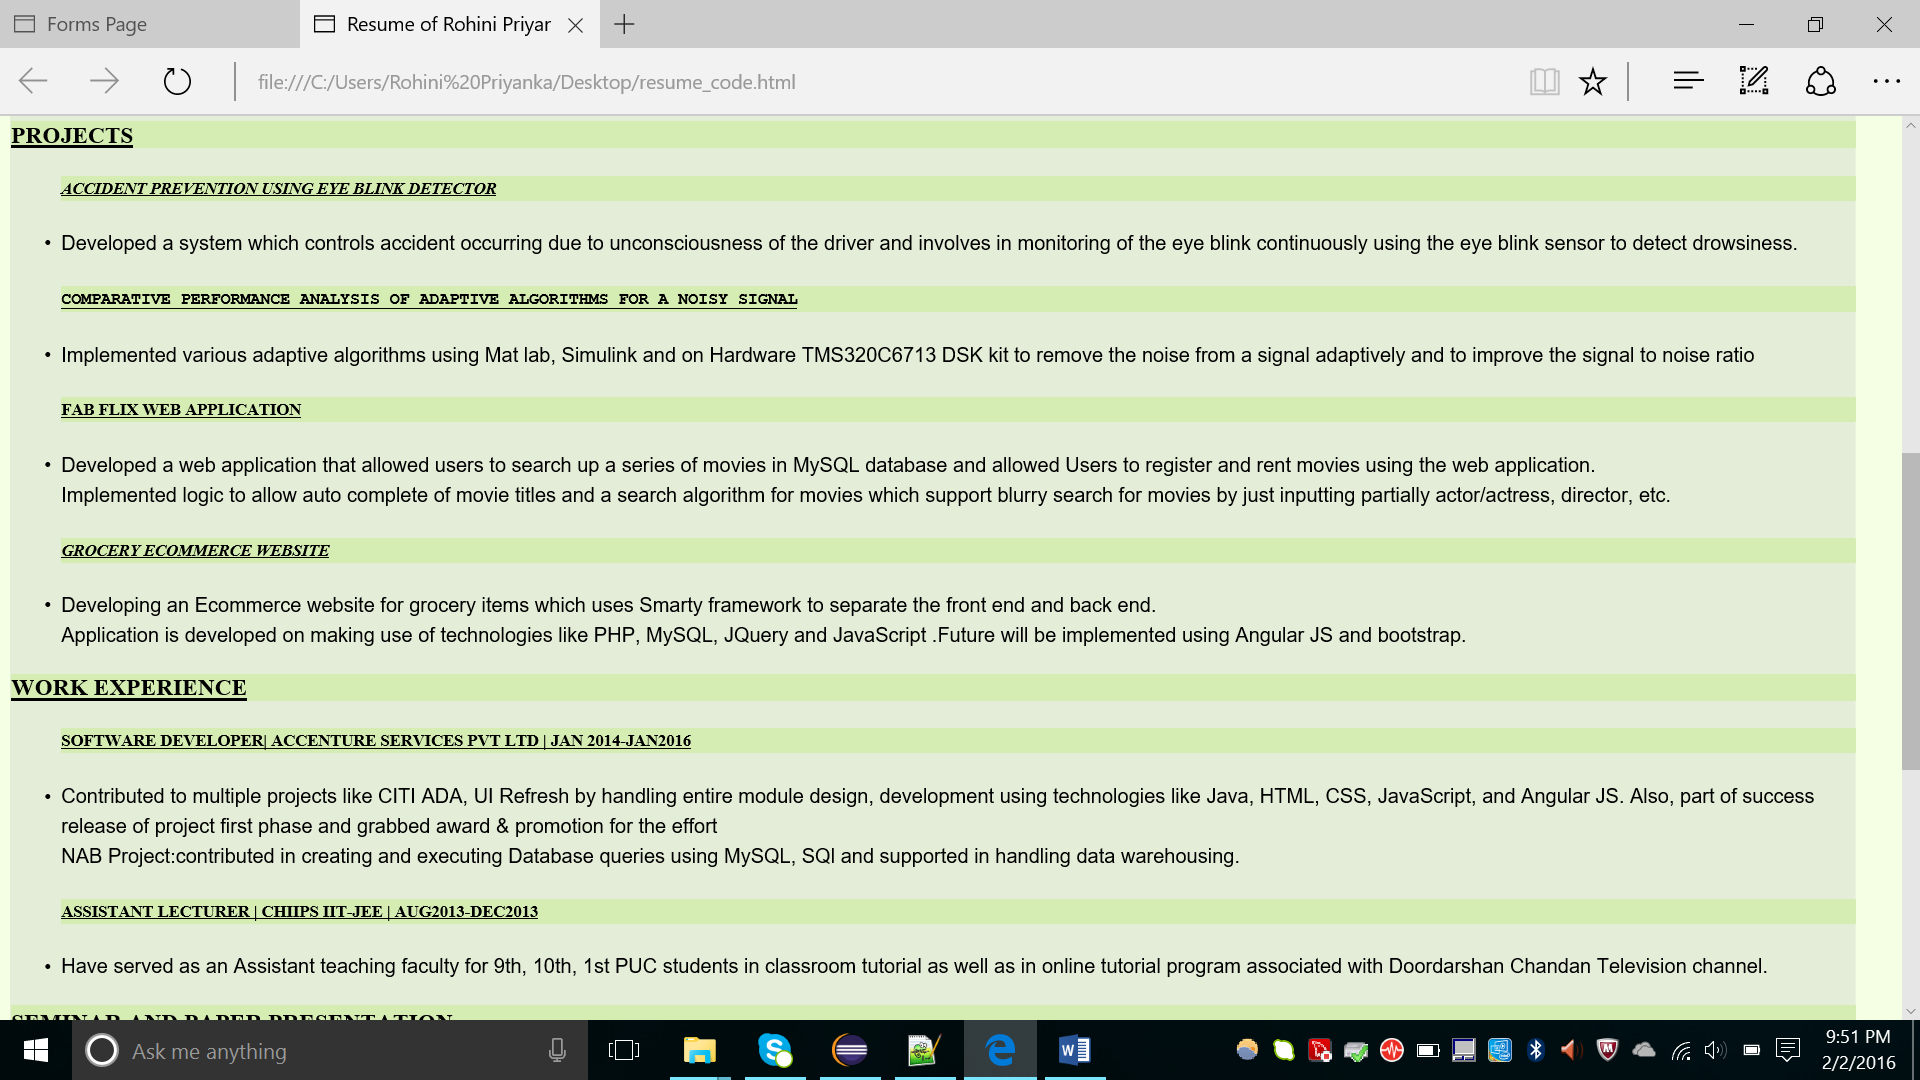 Forms Page
Resume of Rohini Priyar
file:///C:/Users/Rohini%20Priyanka/Desktop/resume_code.html
PROJECTS
ACCIDENT PREVENTION USING EYE BLINK DETECTOR
• Developed a system which controls accident occurring due to unconsciousness of the driver and involves in monitoring of the eye blink continuously using the eye blink sensor to detect drowsiness.
COMPARATIVE PERFORMANCE ANALYSIS OF ADAPTIVE ALGORITHMS FOR A NOISY SIGNAL
• Implemented various adaptive algorithms using Mat lab, Simulink and on Hardware TMS320C6713 DSK kit to remove the noise from a signal adaptively and to improve the signal to noise ratio
FAB FLIX WEB APPLICATION
• Developed a web application that allowed users to search up a series of movies in MySQL database and allowed Users to register and rent movies using the web application.
Implemented logic to allow auto complete of movie titles and a search algorithm for movies which support blurry search for movies by just inputting partially actor/actress, director, etc.
GROCERY ECOMMERCE WEBSITE
• Developing an Ecommerce website for grocery items which uses Smarty framework to separate the front end and back end.
Application is developed on making use of technologies like PHP, MySQL, JQuery and JavaScript .Future will be implemented using Angular JS and bootstrap.
WORK EXPERIENCE
SOFTWARE DEVELOPER| ACCENTURE SERVICES PVT LTD | JAN 2014-JAN2016
• Contributed to multiple projects like CITI ADA, UI Refresh by handling entire module design, development using technologies like Java, HTML, CSS, JavaScript, and Angular JS. Also, part of success
release of project first phase and grabbed award & promotion for the effort
NAB Project:contributed in creating and executing Database queries using MySQL, SQl and supported in handling data warehousing.
ASSISTANT LECTURER | CHIIPS IIT-JEE | AUG2013-DEC2013
• Have served as an Assistant teaching faculty for 9th, 10th, 1st PUC students in classroom tutorial as well as in online tutorial program associated with Doordarshan Chandan Television channel.
SEMINAR AND PAPER PRESENTATION
Ask me anything
9:51 PM
2/2/2016